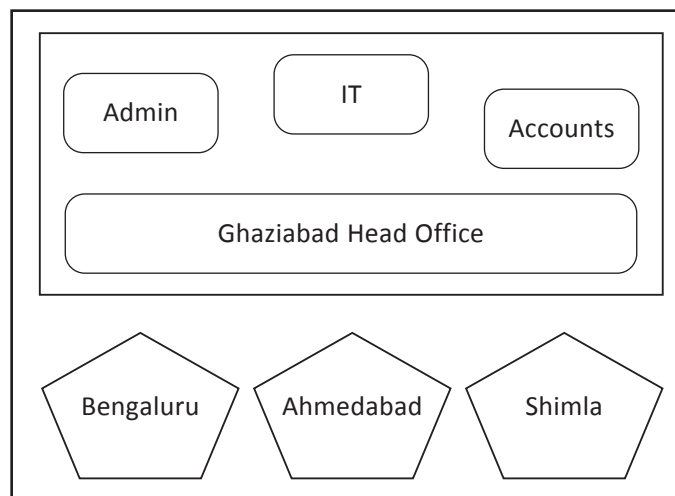 Admin
IT
Accounts
Ghaziabad Head Office
Bengaluru
Ahmedabad
Shimla